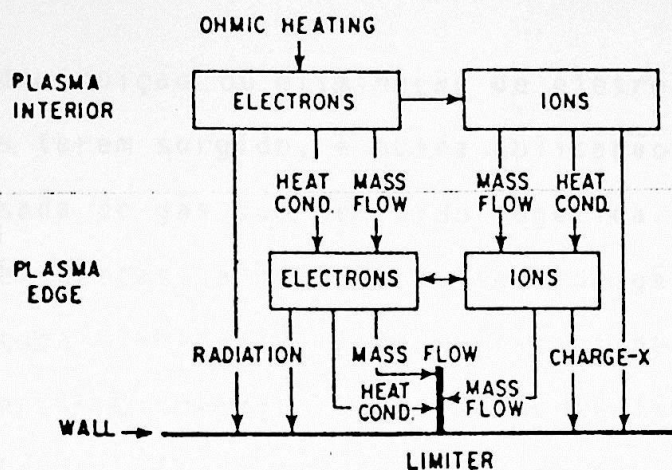 OHMIC HEATING
PLASMA INTERIOR
ELECTRONS
IONS
HEAT COND.
MASS FLOW
MASS FLOW
HEAT COND.
PLASMA EDGE
ELECTRONS
IONS
RADIATION
MASS FLOW
CHARGE-X
HEAT COND.
MASS FLOW
WALL
LIMITER